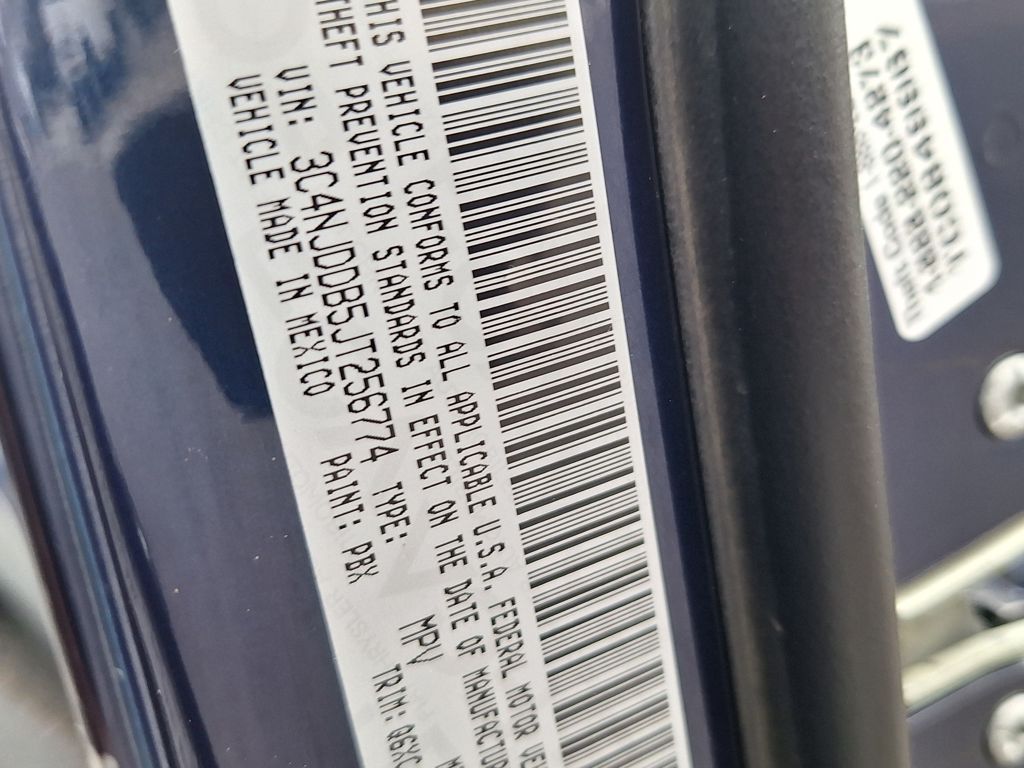 THIS VEHICLE CONFORMS TO ALL APPLICABLE U.S.A. FEDERAL MOTOR
THEFT PREVENTION STANDARDS IN EFFECT ON THE DATE OF
VIN: 3C4NJDDB5JT256774 TYPE: MPV
VEHICLE MADE IN MEXICO PAINT: PBX TRIM: